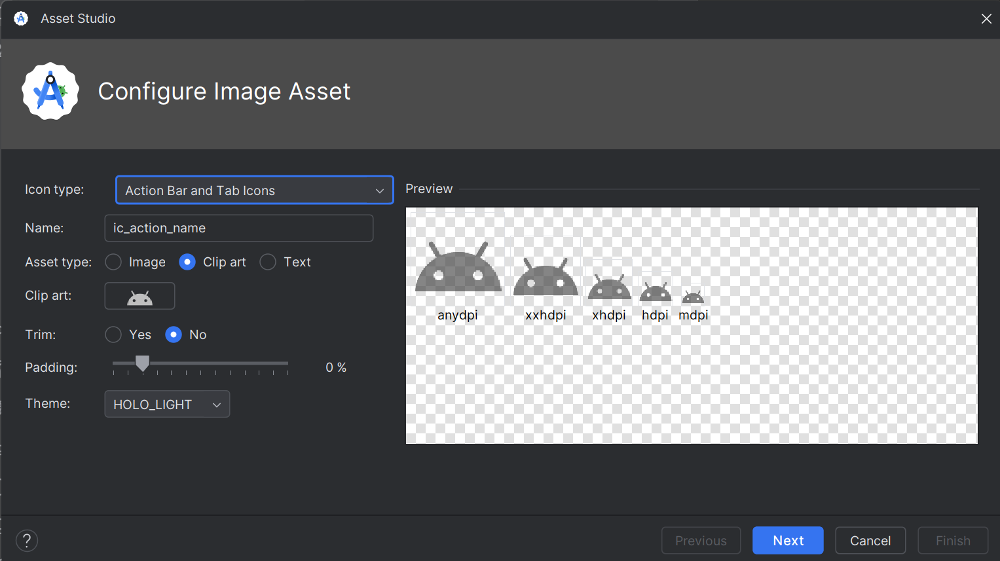 Asset Studio
Configure Image Asset
Icon type: Action Bar and Tab Icons
Name: ic_action_name
Asset type: Image Clip art Text
Clip art:
Trim: Yes No
Padding: 0 %
Theme: HOLO_LIGHT
Preview
anydpi xxhdpi xhdpi hdpi mdpi
? Previous Next Cancel Finish